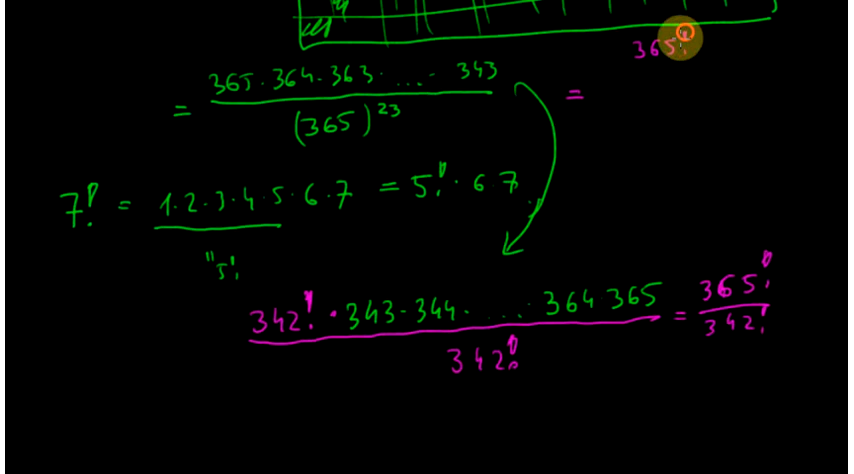 365!
= 365·364·363·....· 343 =
(365)^23
7! = 1·2·3·4·5·6·7 = 5!·6·7
"5!
342!·343·344·....: 364 365 = 365!
342! 342!